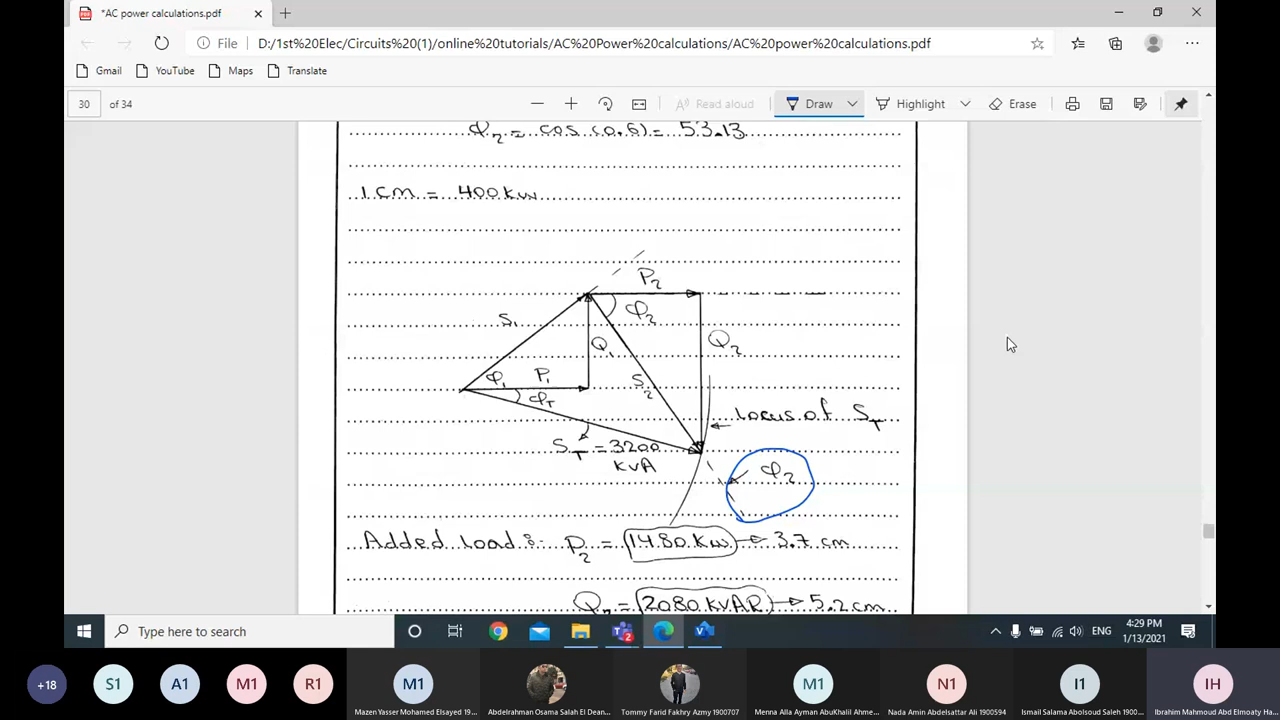 *AC power calculations.pdf
File
D:/1st%20Elec/Circuits%20(1)/online%20tutorials/AC%20Power%20calculations/AC%20power%20calculations.pdf
Gmail YouTube Maps Translate
30 of 34 Read aloud Draw Highlight Erase
φ₂ = cos (0.6) = 53.13
1 cm = 400 kw
P₂
φ₂
S₁
Q₁
Q₂
φ₁ P₁
S₂
φT
locus of ST
ST = 3200
kVA
φ₂
Added load : P₂ = 1480 kw → 3.7 cm
Q₂ = 2080 kVAR → 5.2 cm
Type here to search
ENG
4:29 PM
1/13/2021
+18 S1 A1 M1 R1 M1 M1 N1 I1 IH
Mazen Yasser Mohamed Elsayed 19...
Abdelrahman Osama Salah El Dean...
Tommy Farid Fakhry Azmy 1900707
Menna Alla Ayman AbuKhalil Ahme...
Nada Amin Abdelsattar Ali 1900594
Ismail Salama Abolsoud Saleh 1900...
Ibrahim Mahmoud Abd Elmoaty Ha...